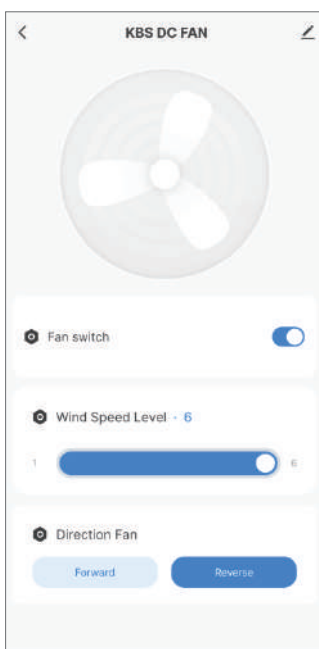 KBS DC FAN
Fan switch
Wind Speed Level · 6
1 6
Direction Fan
Forward Reverse